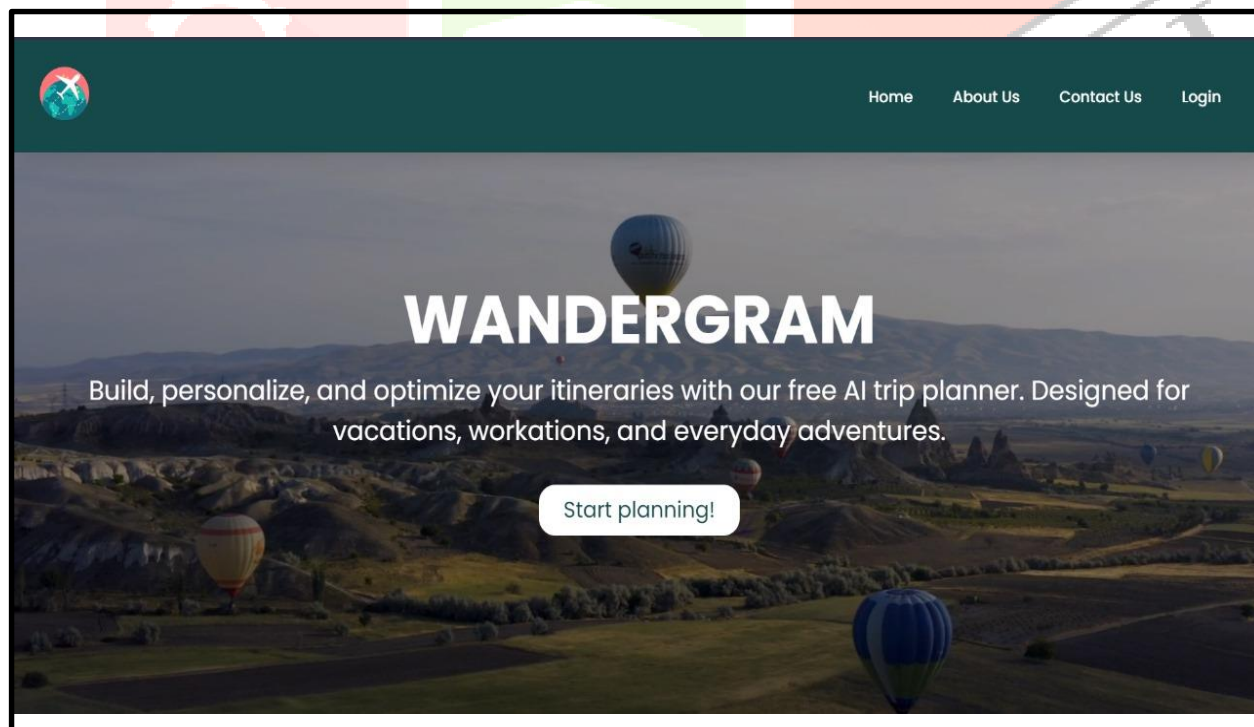 Home
About Us
Contact Us
Login
WANDERGRAM
Build, personalize, and optimize your itineraries with our free AI trip planner. Designed for
vacations, workations, and everyday adventures.
Start planning!